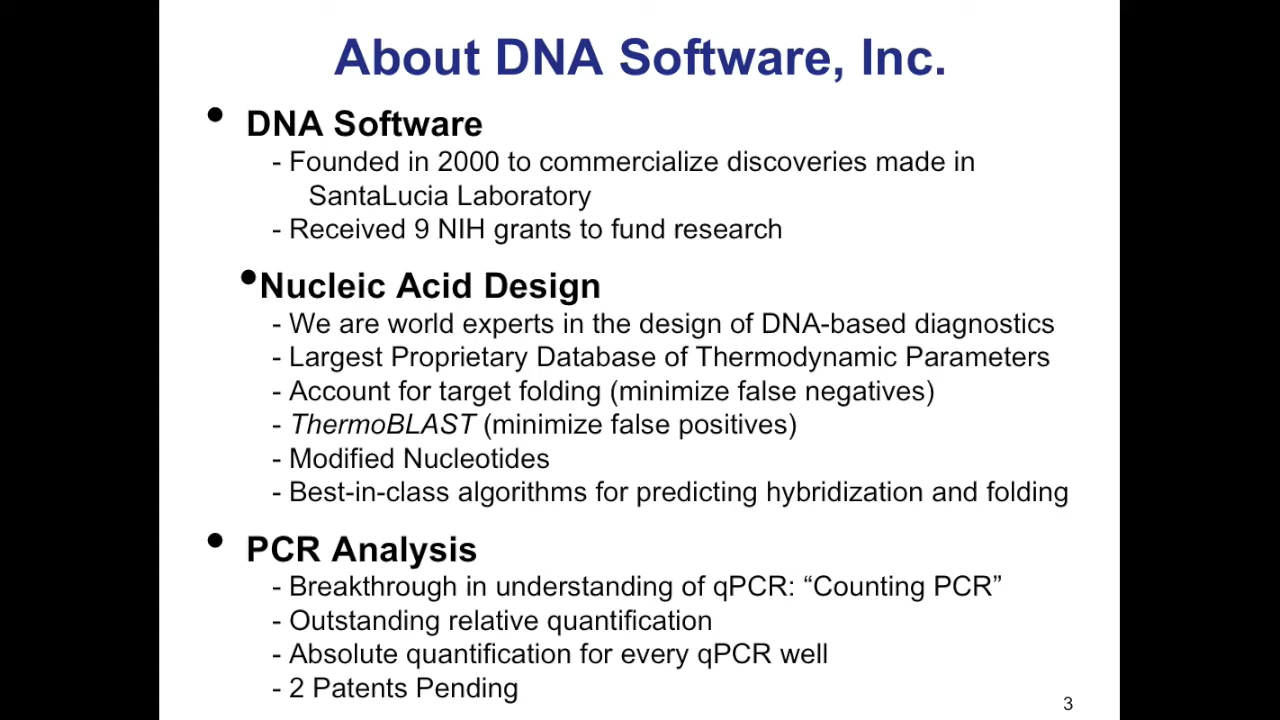 About DNA Software, Inc.
• DNA Software
- Founded in 2000 to commercialize discoveries made in
SantaLucia Laboratory
- Received 9 NIH grants to fund research
•Nucleic Acid Design
- We are world experts in the design of DNA-based diagnostics
- Largest Proprietary Database of Thermodynamic Parameters
- Account for target folding (minimize false negatives)
- ThermoBLAST (minimize false positives)
- Modified Nucleotides
- Best-in-class algorithms for predicting hybridization and folding
• PCR Analysis
- Breakthrough in understanding of qPCR: “Counting PCR”
- Outstanding relative quantification
- Absolute quantification for every qPCR well
- 2 Patents Pending
3